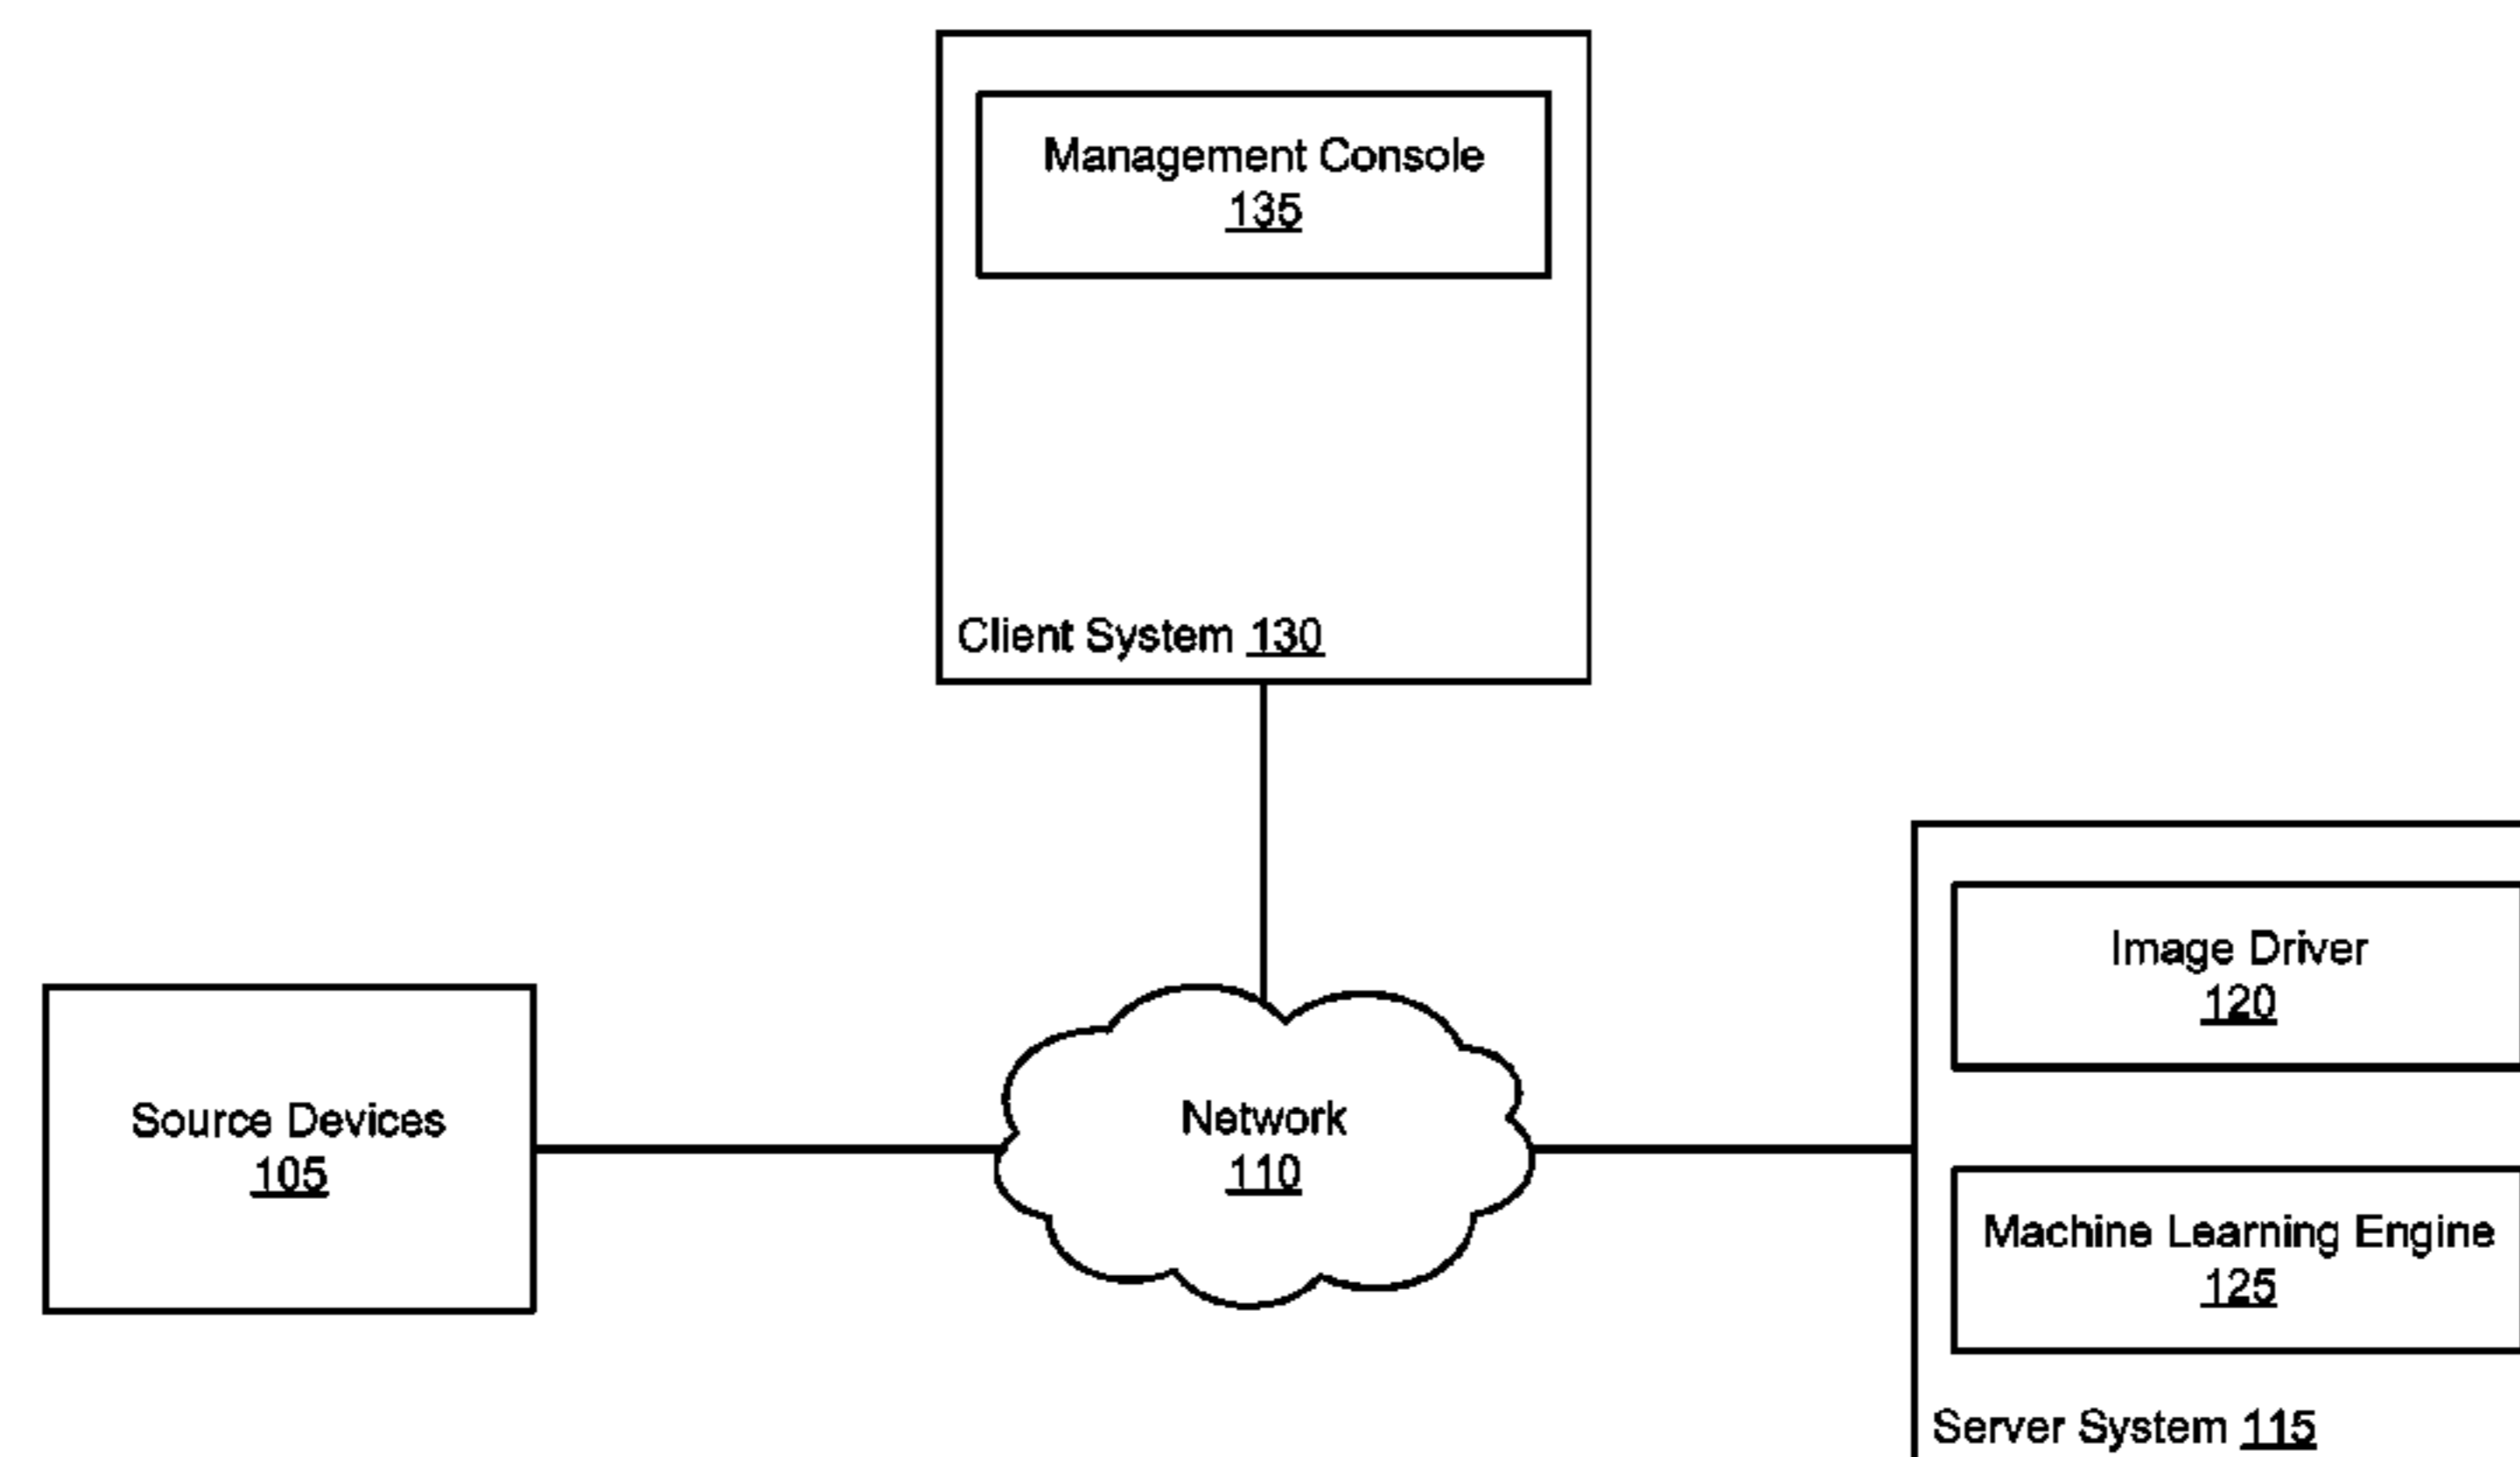 Management Console
135
Client System 130
Source Devices
105
Network
110
Image Driver
120
Machine Learning Engine
125
Server System 115